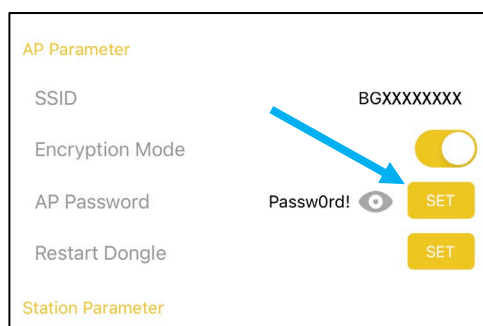 AP Parameter
SSID BGXXXXXXXX
Encryption Mode
AP Password Passw0rd! SET
Restart Dongle SET
Station Parameter